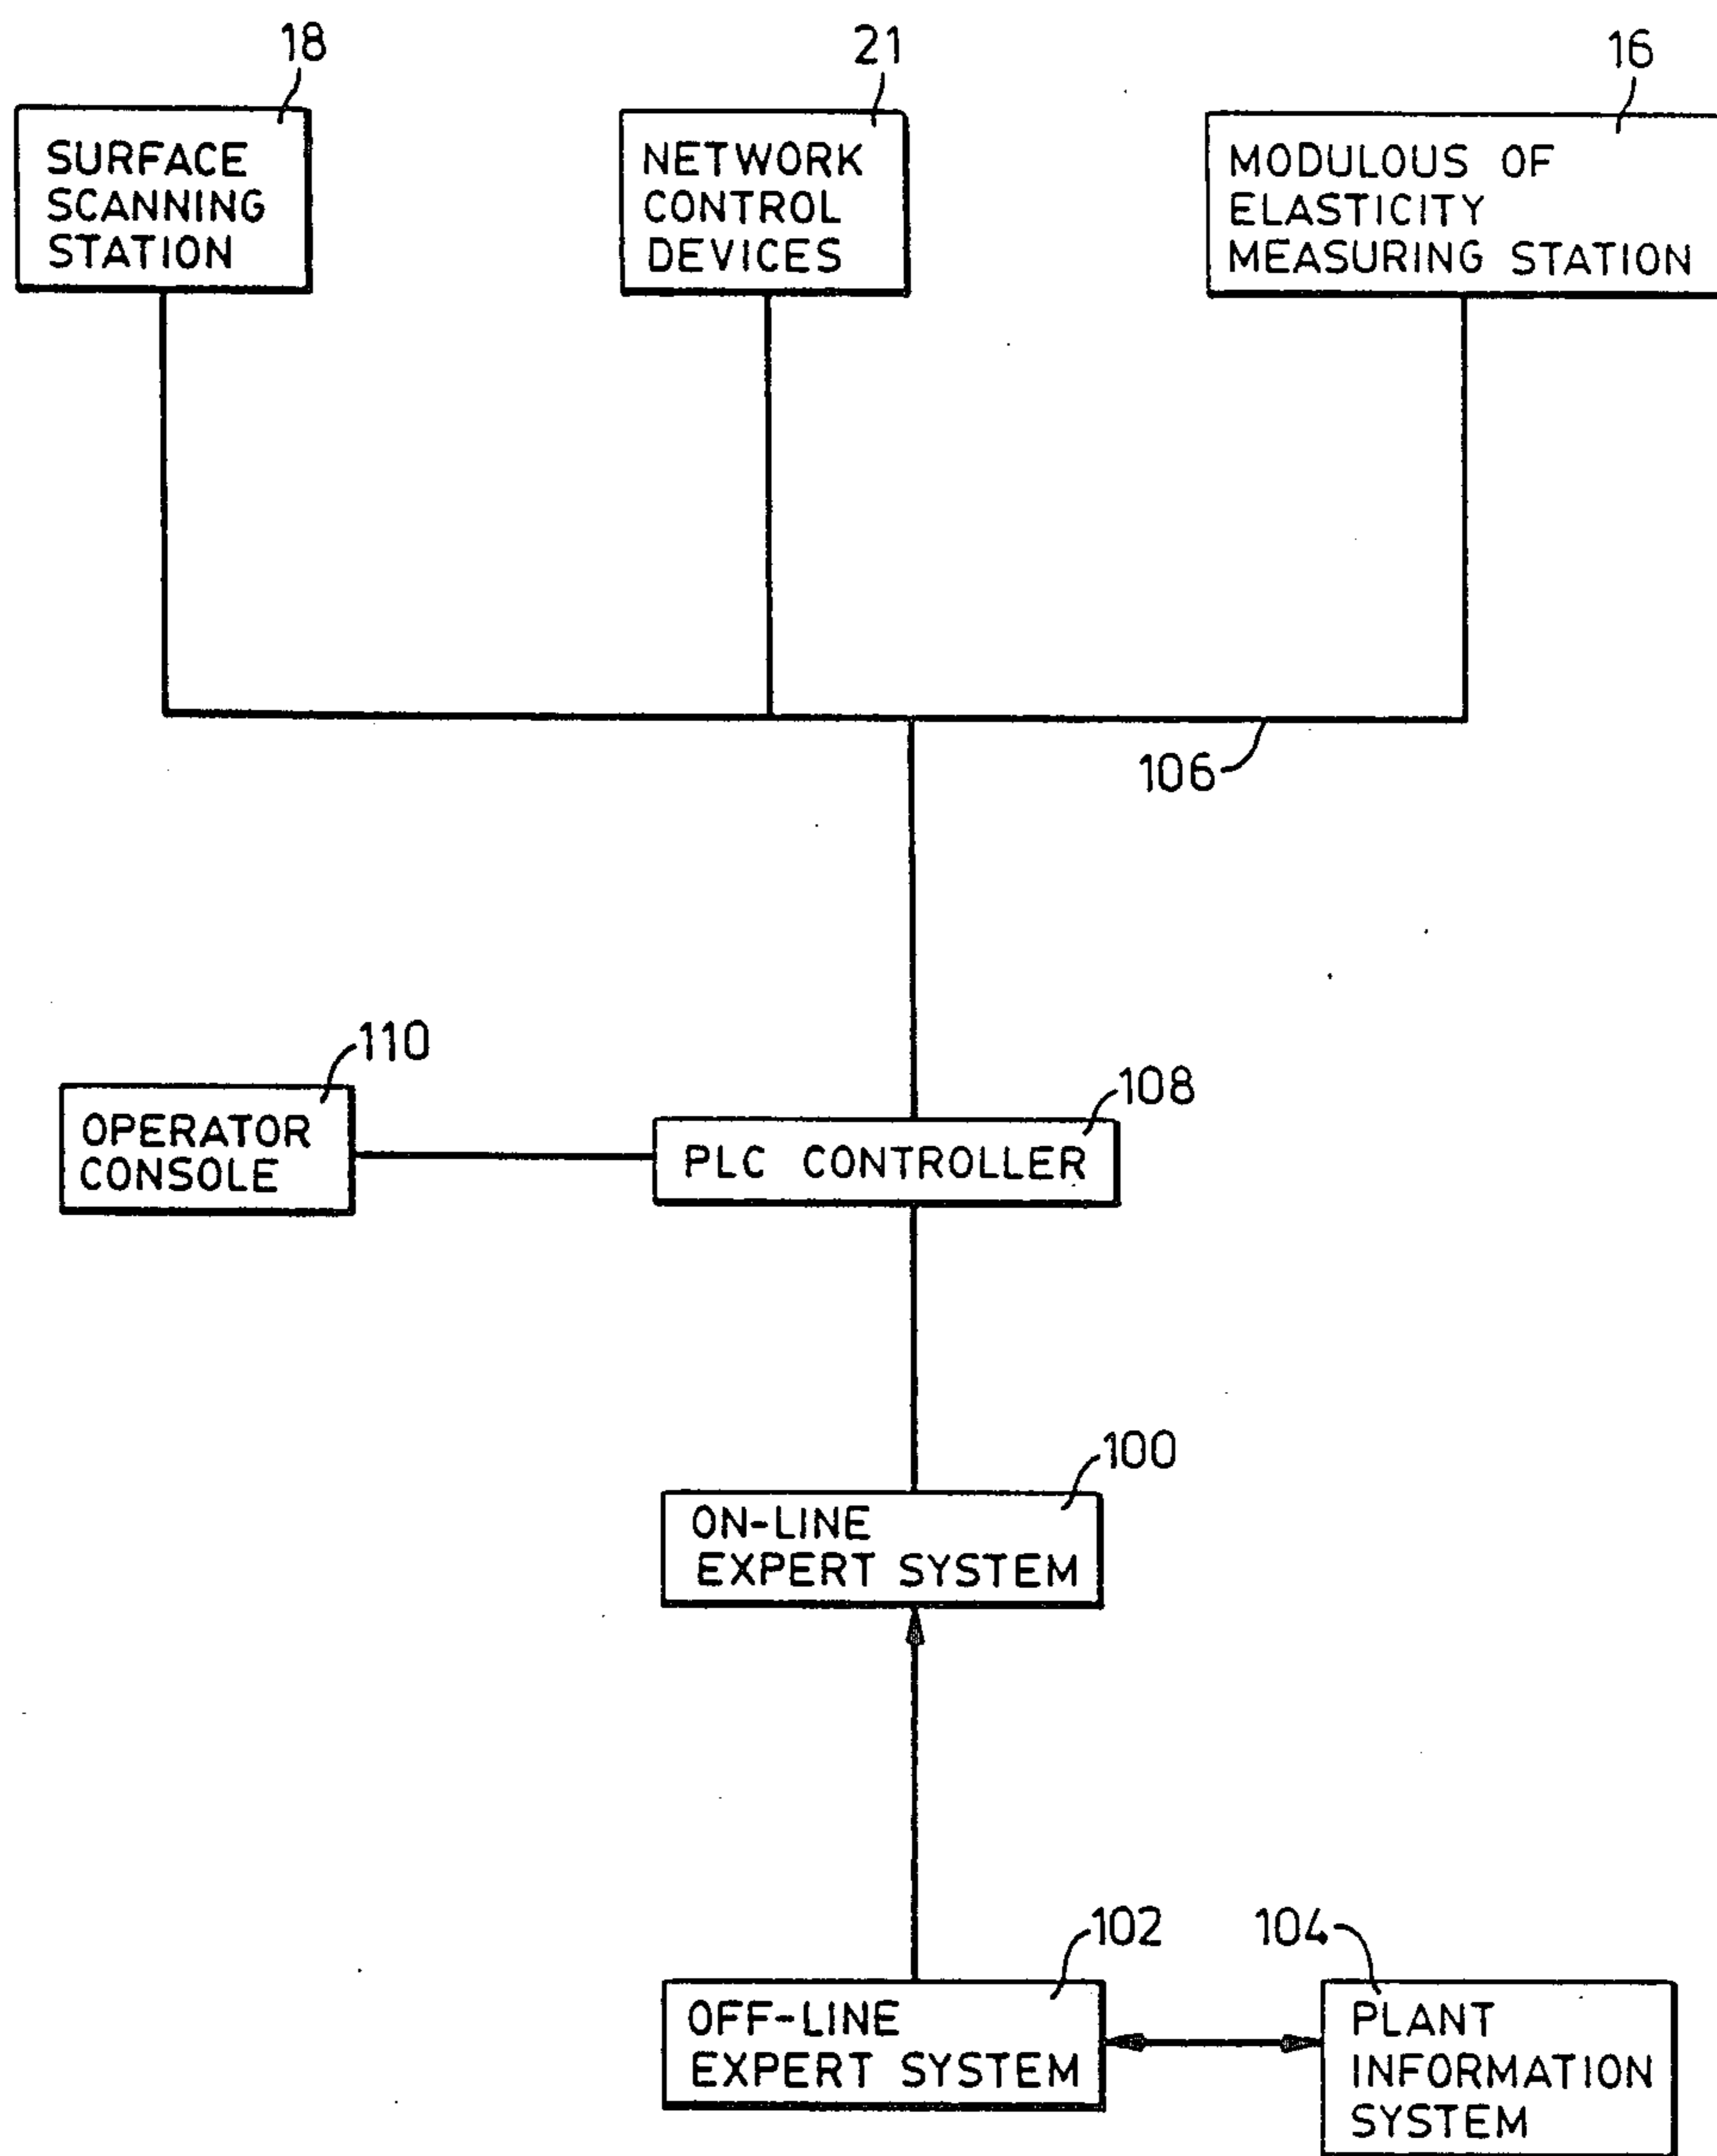 18
21
16
SURFACE
SCANNING
STATION
NETWORK
CONTROL
DEVICES
MODULOUS OF
ELASTICITY
MEASURING STATION
106
110
108
OPERATOR
CONSOLE
PLC CONTROLLER
100
ON-LINE
EXPERT SYSTEM
102
104
OFF-LINE
EXPERT SYSTEM
PLANT
INFORMATION
SYSTEM